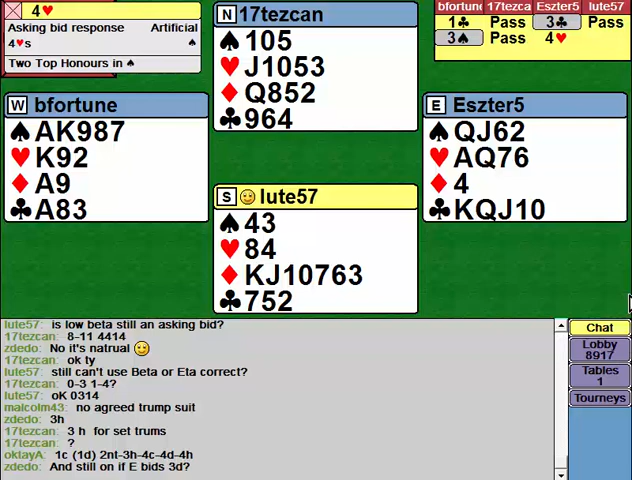 4♥
Asking bid response Artificial
4♥s ♠
Two Top Honours in ♠
N 17tezcan
♠ 105
♥ J1053
♦ Q852
♣ 964
bfortune 17tezca Eszter5 lute57
1♣ Pass 3♣ Pass
3♠ Pass 4♥
W bfortune
♠ AK987
♥ K92
♦ A9
♣ A83
E Eszter5
♠ QJ62
♥ AQ76
♦ 4
♣ KQJ10
S lute57
♠ 43
♥ 84
♦ KJ10763
♣ 752
lute57: is low beta still an asking bid?
17tezcan: 8-11 4414
zdedo: No it's natrual
17tezcan: ok ty
lute57: still can't use Beta or Eta correct?
17tezcan: 0-3 1-4?
lute57: oK 0314
malcolm43: no agreed trump suit
zdedo: 3h
17tezcan: 3 h for set trums
17tezcan: ?
oktayA: 1c (1d) 2nt-3h-4c-4d-4h
zdedo: And still on if E bids 3d?
Chat
Lobby
8917
Tables
1
Tourneys